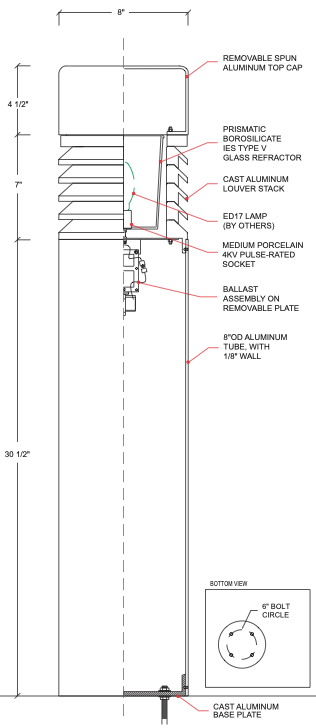 8"
REMOVABLE SPUN
ALUMINUM TOP CAP
4 1/2"
PRISMATIC
BOROSILICATE
IES TYPE V
GLASS REFRACTOR
7"
CAST ALUMINUM
LOUVER STACK
ED17 LAMP
(BY OTHERS)
MEDIUM PORCELAIN
4KV PULSE-RATED
SOCKET
BALLAST
ASSEMBLY ON
REMOVABLE PLATE
8"OD ALUMINUM
TUBE, WITH
1/8" WALL
30 1/2"
BOTTOM VIEW
6" BOLT
CIRCLE
CAST ALUMINUM
BASE PLATE